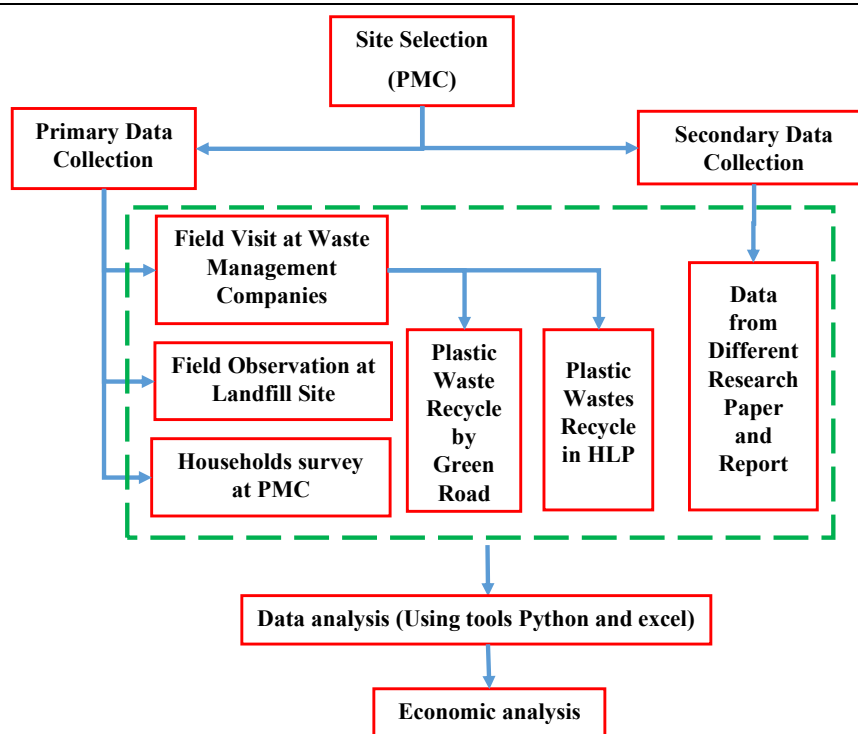 Site Selection
(PMC)
Primary Data
Collection
Secondary Data
Collection
Field Visit at Waste
Management
Companies
Field Observation at
Landfill Site
Households survey
at PMC
Plastic
Waste
Recycle
by
Green
Road
Plastic
Wastes
Recycle
in HLP
Data
from
Different
Research
Paper
and
Report
Data analysis (Using tools Python and excel)
Economic analysis